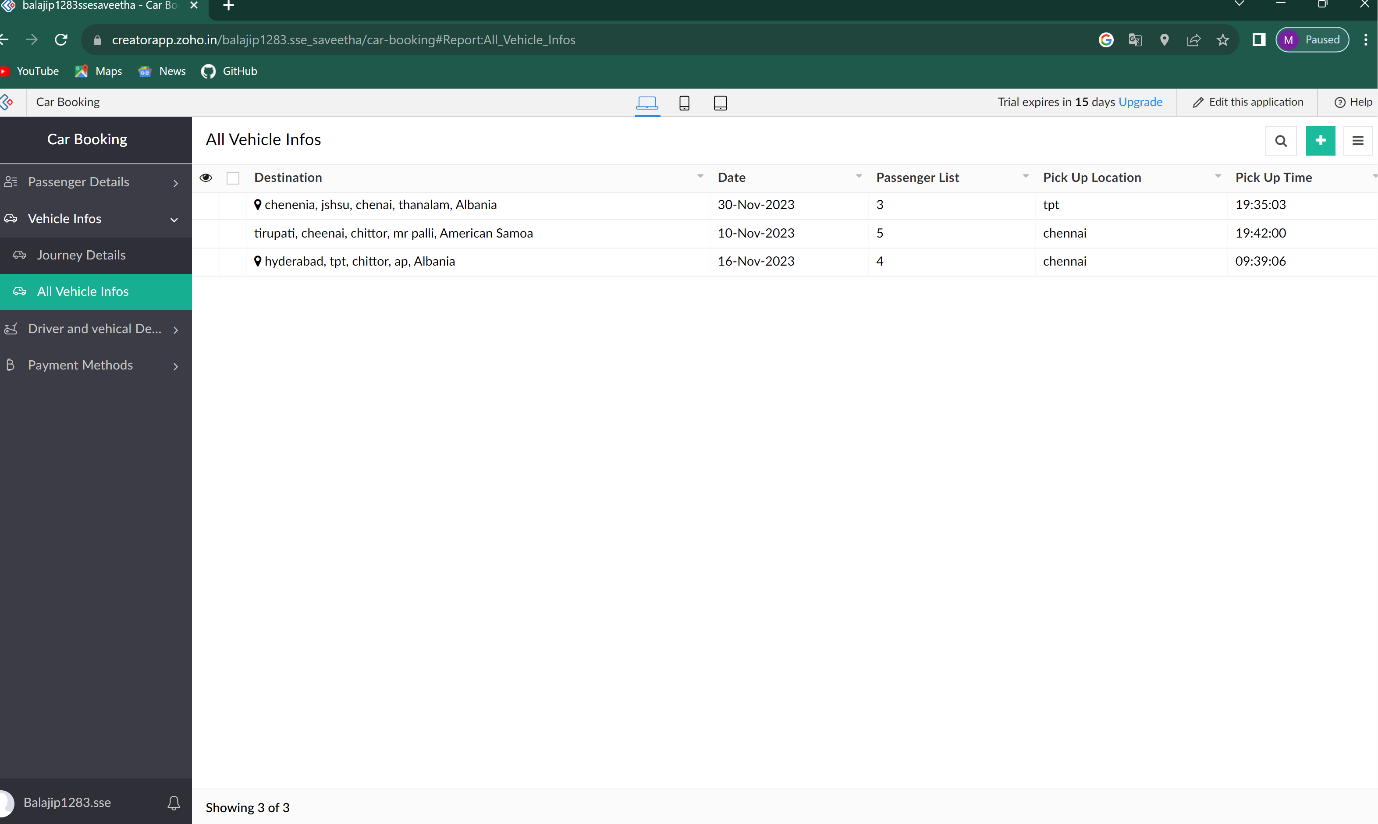 balajip1283ssesaveetha - Car Bo
creatorapp.zoho.in/balajip1283.sse_saveetha/car-booking#Report:All_Vehicle_Infos
M Paused
YouTube Maps News GitHub
Car Booking
Trial expires in 15 days Upgrade
Edit this application
Help
Car Booking
Passenger Details
Vehicle Infos
Journey Details
All Vehicle Infos
Driver and vehical De...
Payment Methods
Balajip1283.sse
All Vehicle Infos
Destination Date Passenger List Pick Up Location Pick Up Time
chenenia, jshsu, chenai, thanalam, Albania 30-Nov-2023 3 tpt 19:35:03
tirupati, cheenai, chittor, mr palli, American Samoa 10-Nov-2023 5 chennai 19:42:00
hyderabad, tpt, chittor, ap, Albania 16-Nov-2023 4 chennai 09:39:06
Showing 3 of 3